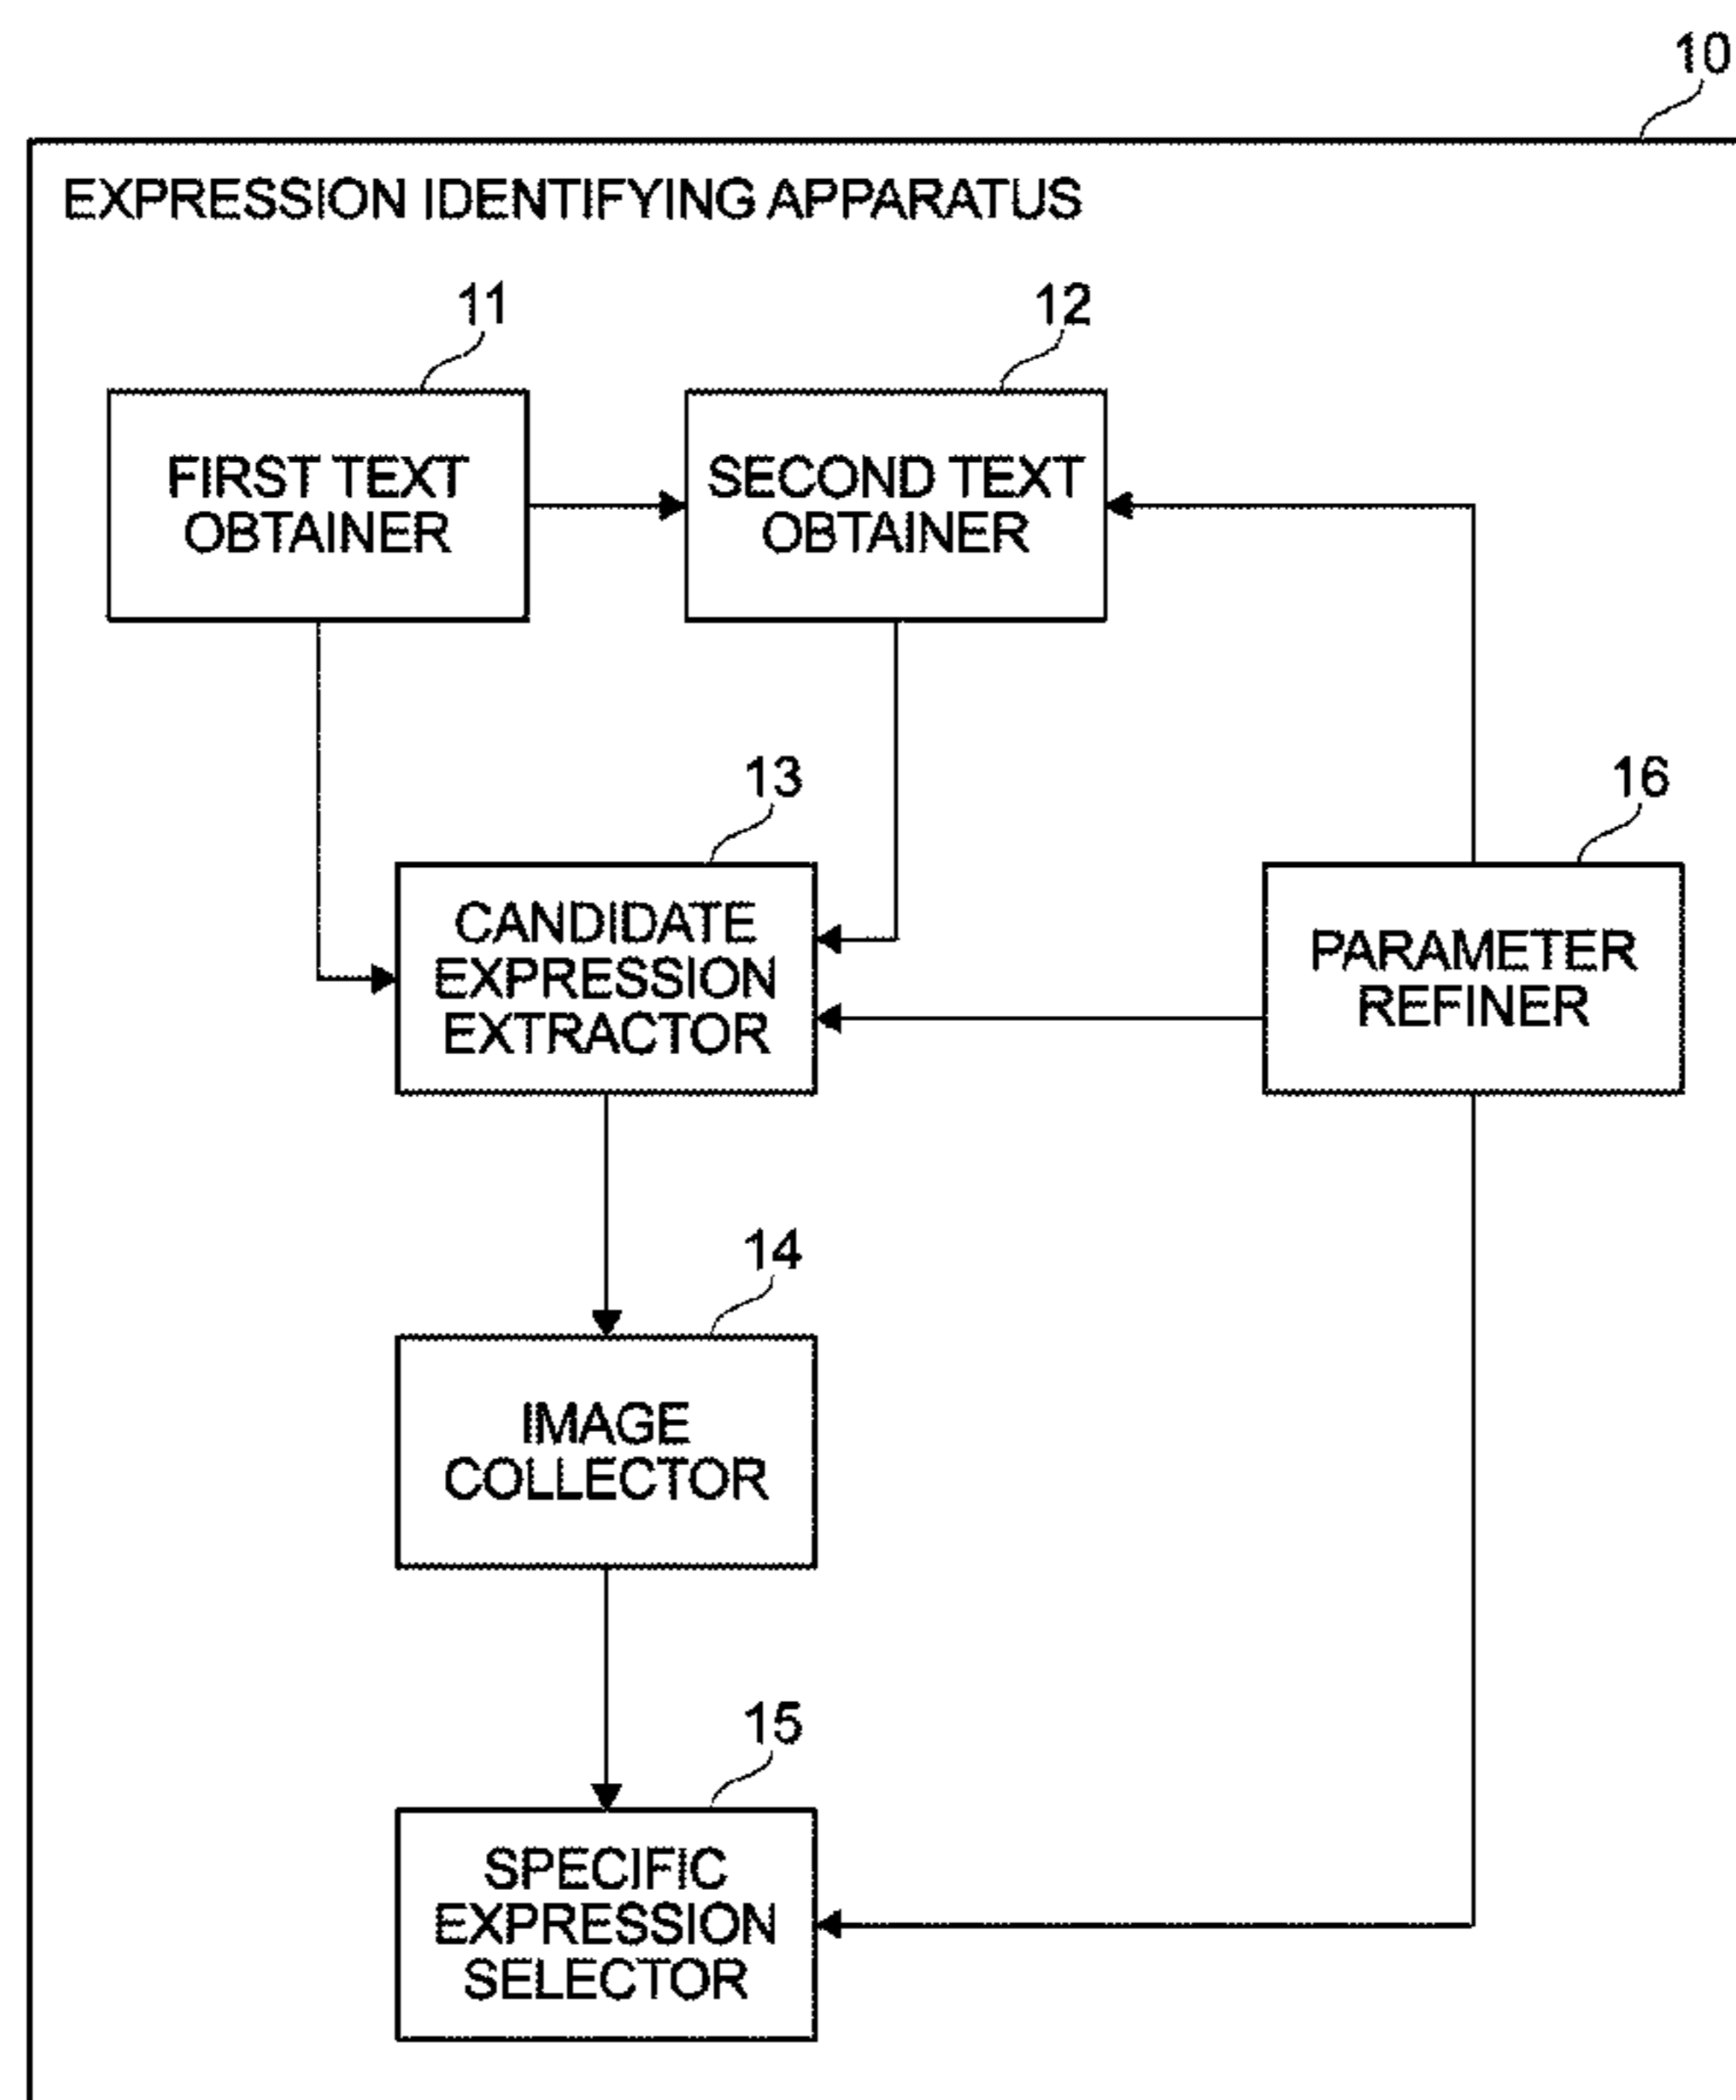 10
EXPRESSION IDENTIFYING APPARATUS
11
12
FIRST TEXT
OBTAINER
SECOND TEXT
OBTAINER
13
16
CANDIDATE
EXPRESSION
EXTRACTOR
PARAMETER
REFINER
14
IMAGE
COLLECTOR
15
SPECIFIC
EXPRESSION
SELECTOR